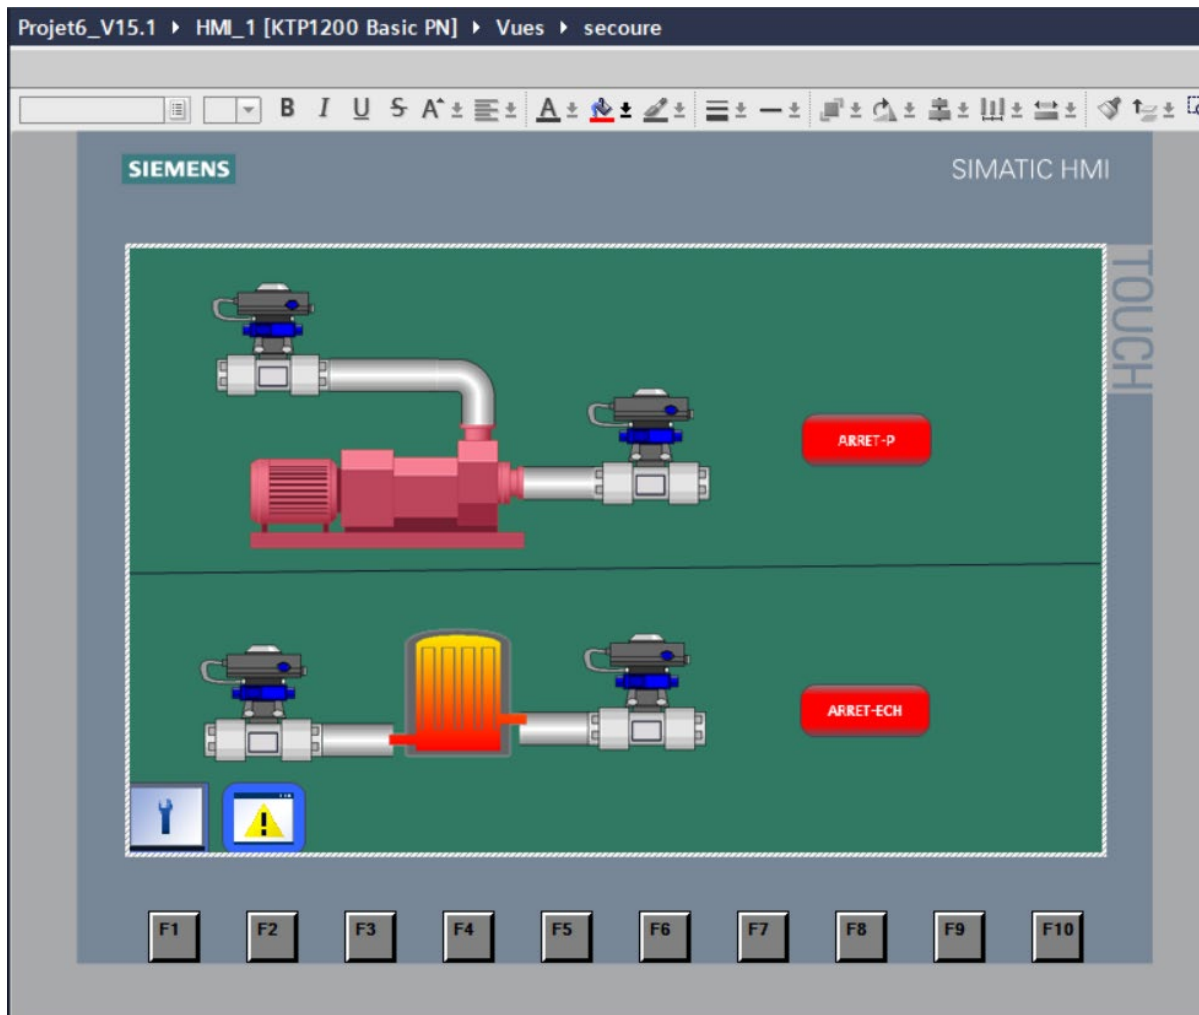 Projet6_V15.1 ▸ HMI_1 [KTP1200 Basic PN] ▸ Vues ▸ secoure
B I U S A A
SIEMENS
SIMATIC HMI
TOUCH
ARRET-P
ARRET-ECH
F1 F2 F3 F4 F5 F6 F7 F8 F9 F10